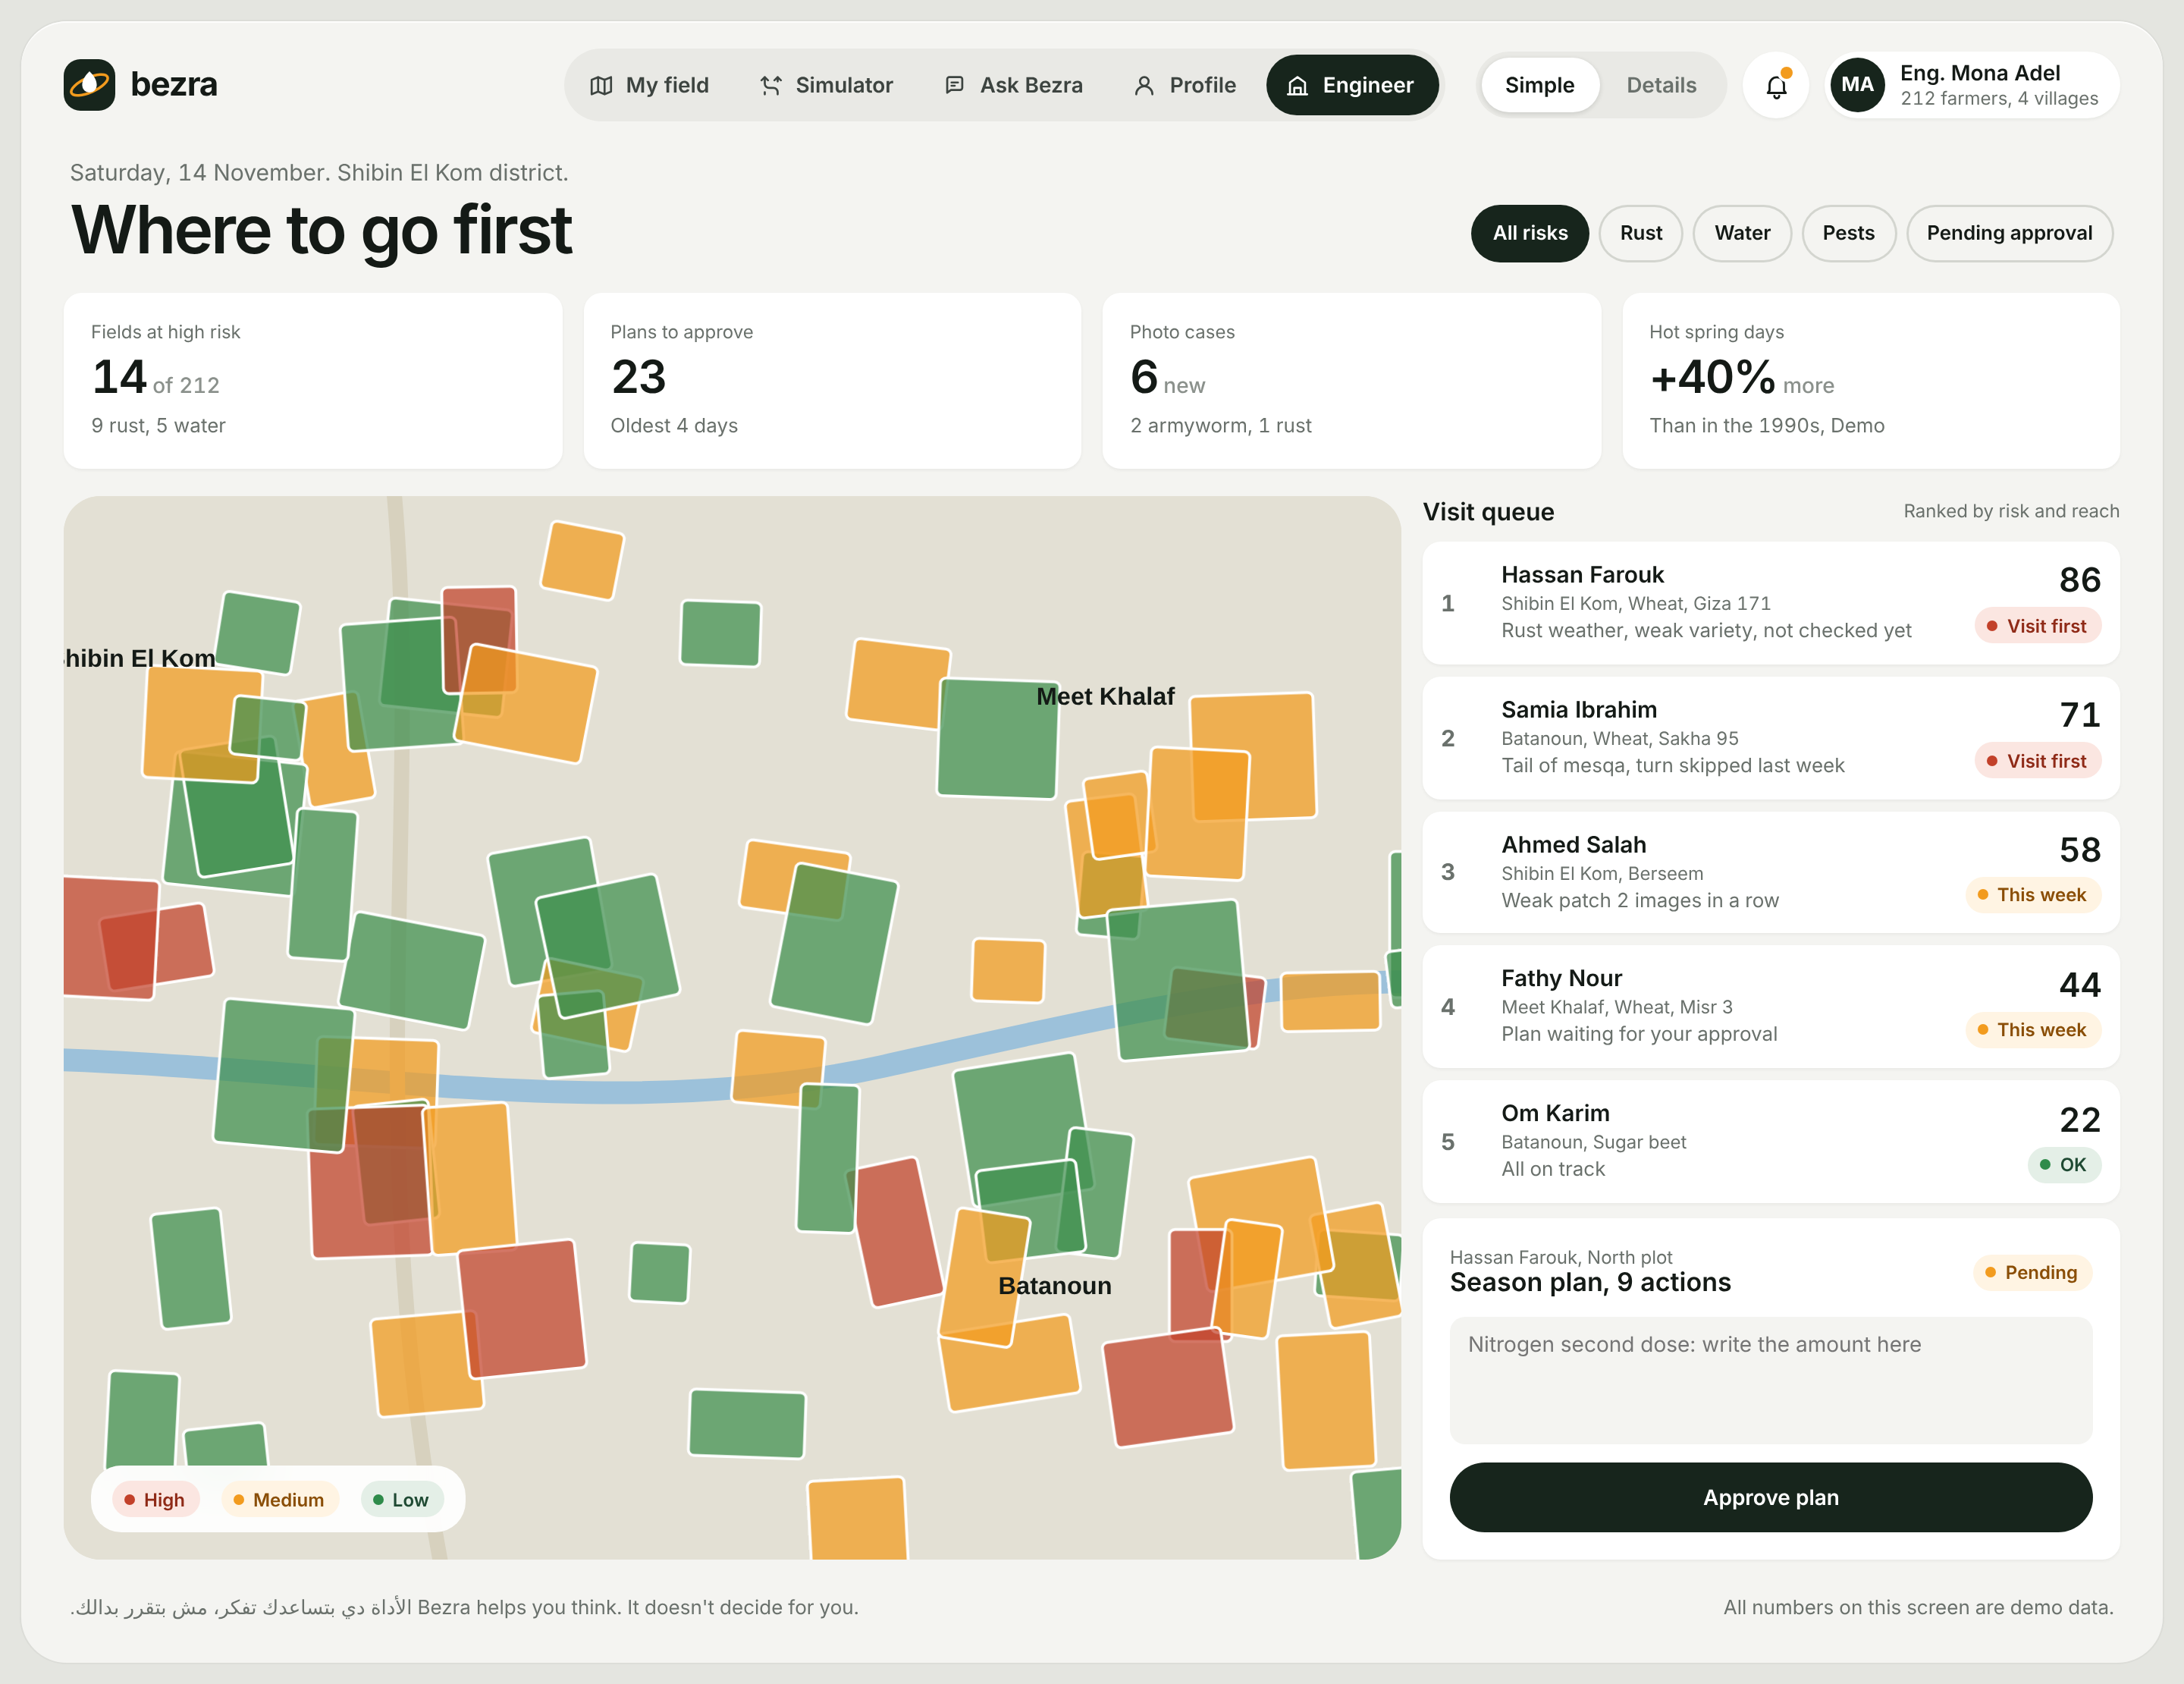 bezra
My field
Simulator
Ask Bezra
Profile
Engineer
Simple
Details
MA
Eng. Mona Adel
212 farmers, 4 villages
Saturday, 14 November. Shibin El Kom district.
Where to go first
All risks
Rust
Water
Pests
Pending approval
Fields at high risk
14 of 212
9 rust, 5 water
Plans to approve
23
Oldest 4 days
Photo cases
6 new
2 armyworm, 1 rust
Hot spring days
+40% more
Than in the 1990s, Demo
hibin El Kom
Meet Khalaf
Batanoun
High
Medium
Low
Visit queue
Ranked by risk and reach
1
Hassan Farouk
Shibin El Kom, Wheat, Giza 171
Rust weather, weak variety, not checked yet
86
Visit first
2
Samia Ibrahim
Batanoun, Wheat, Sakha 95
Tail of mesqa, turn skipped last week
71
Visit first
3
Ahmed Salah
Shibin El Kom, Berseem
Weak patch 2 images in a row
58
This week
4
Fathy Nour
Meet Khalaf, Wheat, Misr 3
Plan waiting for your approval
44
This week
5
Om Karim
Batanoun, Sugar beet
All on track
22
OK
Hassan Farouk, North plot
Season plan, 9 actions
Pending
Nitrogen second dose: write the amount here
Approve plan
الأداة دي بتساعدك تفكر، مش بتقرر بدالك. Bezra helps you think. It doesn't decide for you.
All numbers on this screen are demo data.